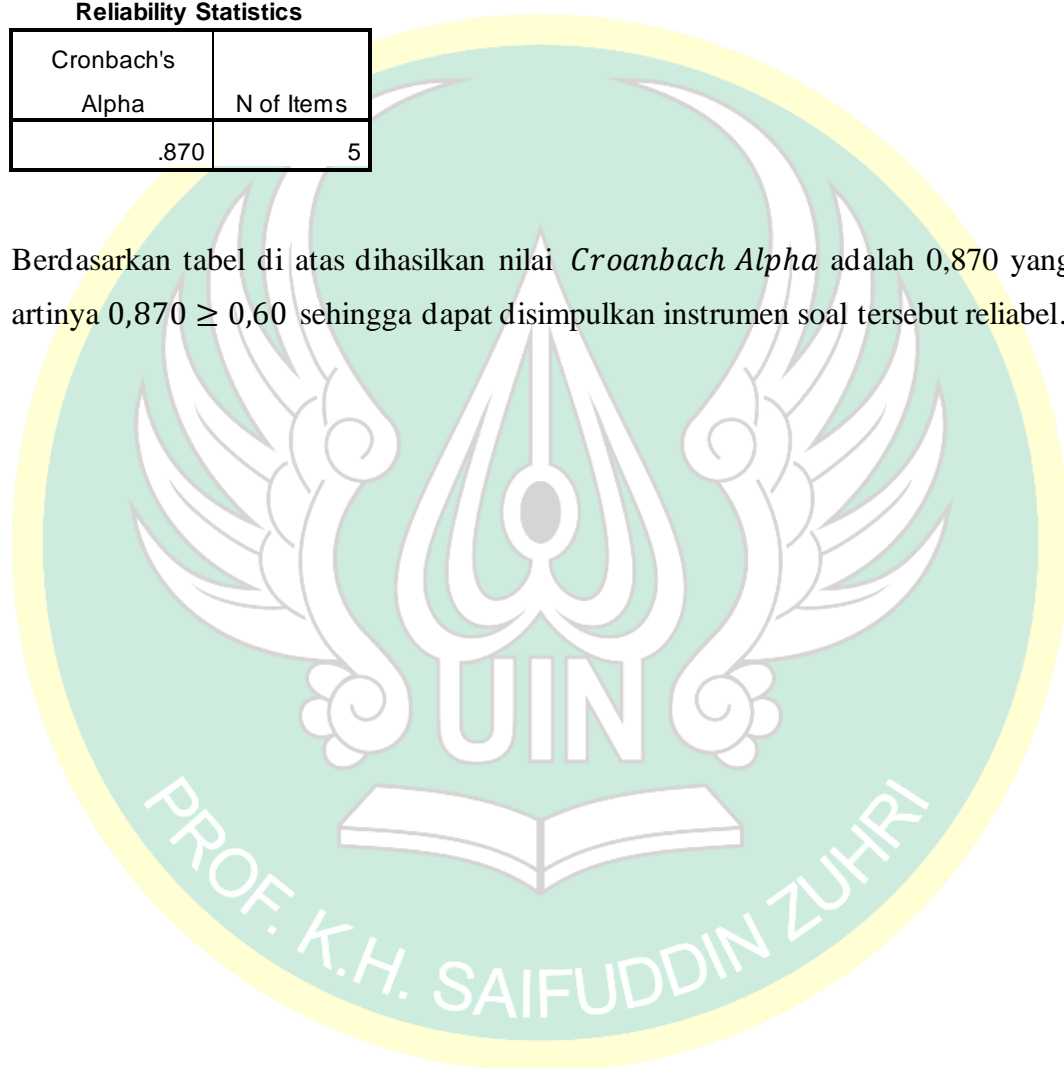 Reliability Statistics
Cronbach's
Alpha N of Items
.870 5
Berdasarkan tabel di atas dihasilkan nilai Croanbach Alpha adalah 0,870 yang
artinya 0,870 ≥ 0,60 sehingga dapat disimpulkan instrumen soal tersebut reliabel.
UIN
PROF. K.H. SAIFUDDIN ZUHRI